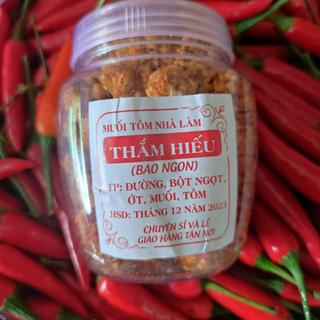 MUỐI TÔM NHÀ LÀM
THẮM HIẾU
(BAO NGON)
TP: ĐƯỜNG, BỘT NGỌT,
ỚT, MUỐI, TÔM
HSD: THÁNG 12 NĂM 2023
CHUYÊN SỈ VÀ LẺ
GIAO HÀNG TẬN NƠI